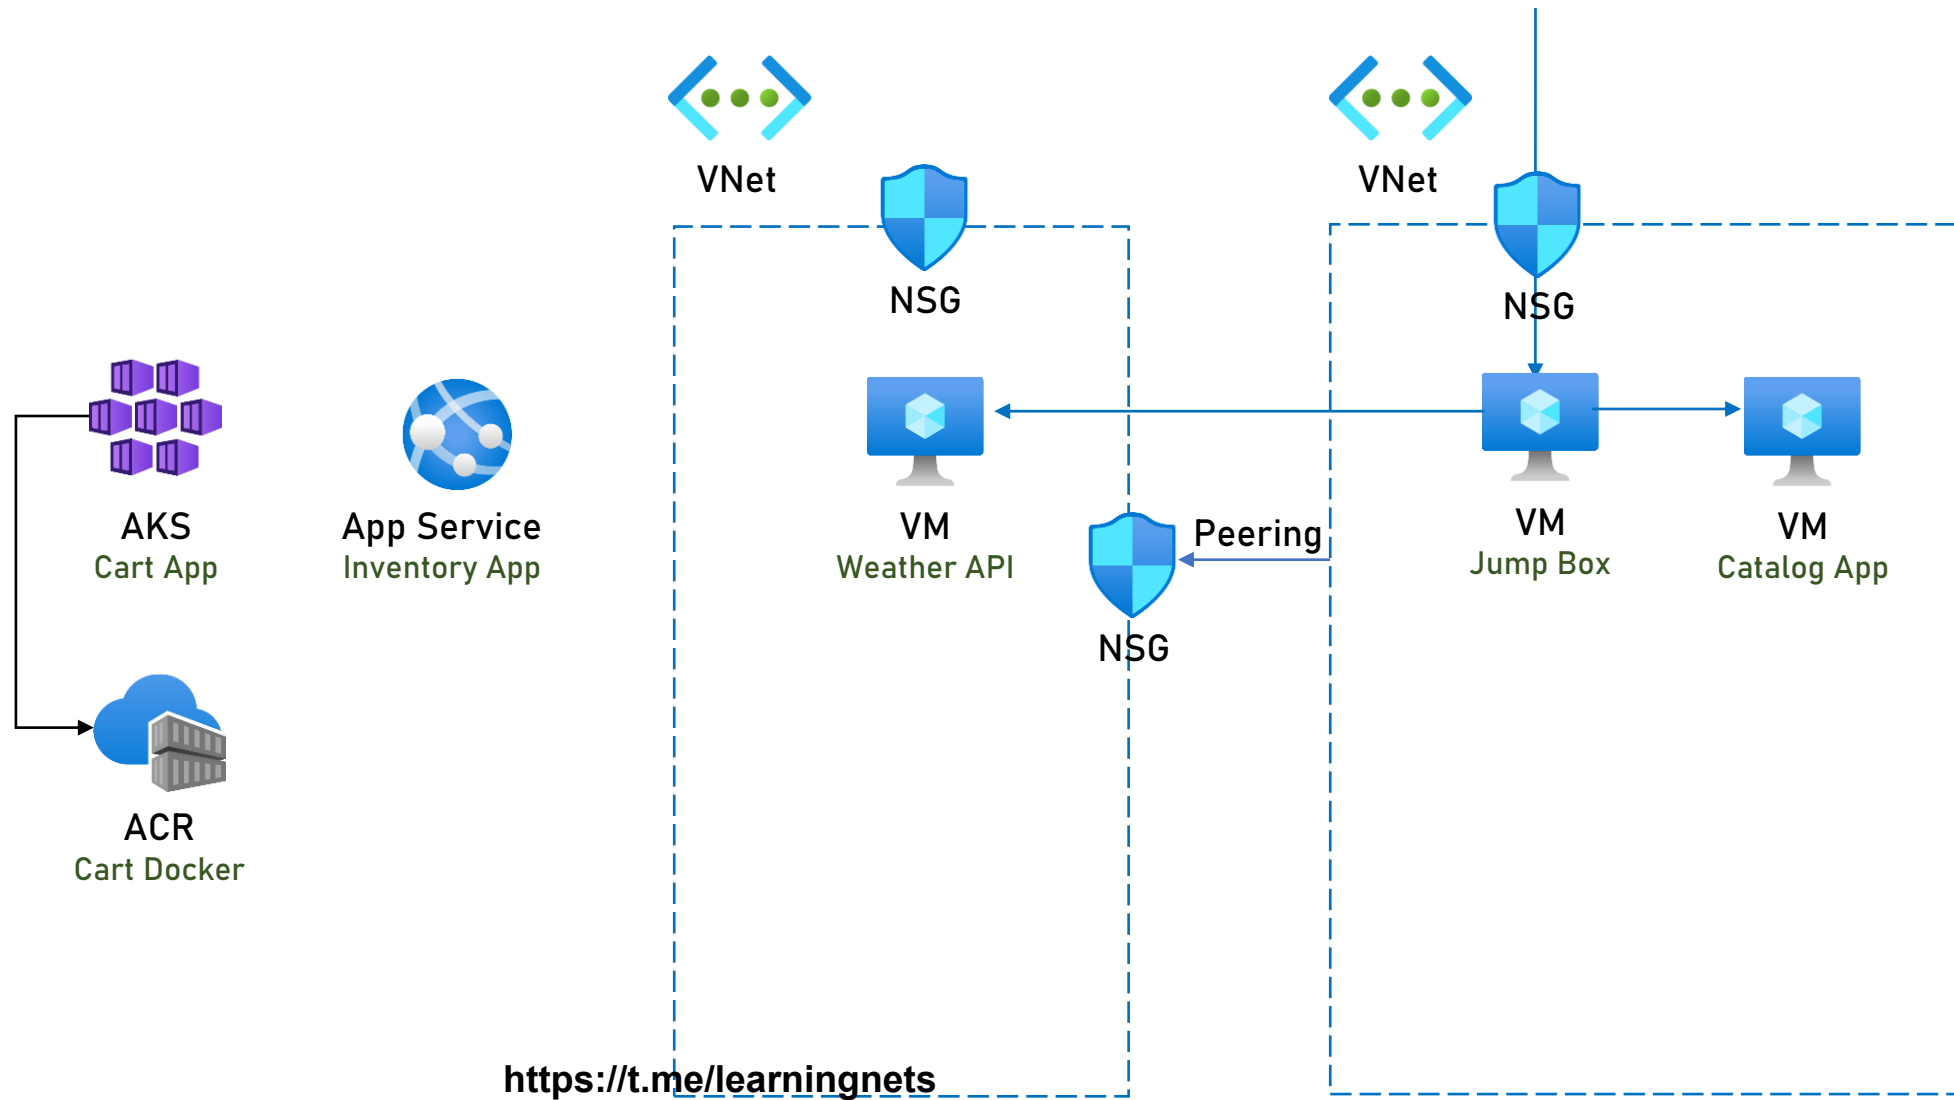 VNet
VNet
NSG
NSG
AKS
Cart App
App Service
Inventory App
VM
Weather API
Peering
VM
Jump Box
VM
Catalog App
NSG
ACR
Cart Docker
https://t.me/learningnets